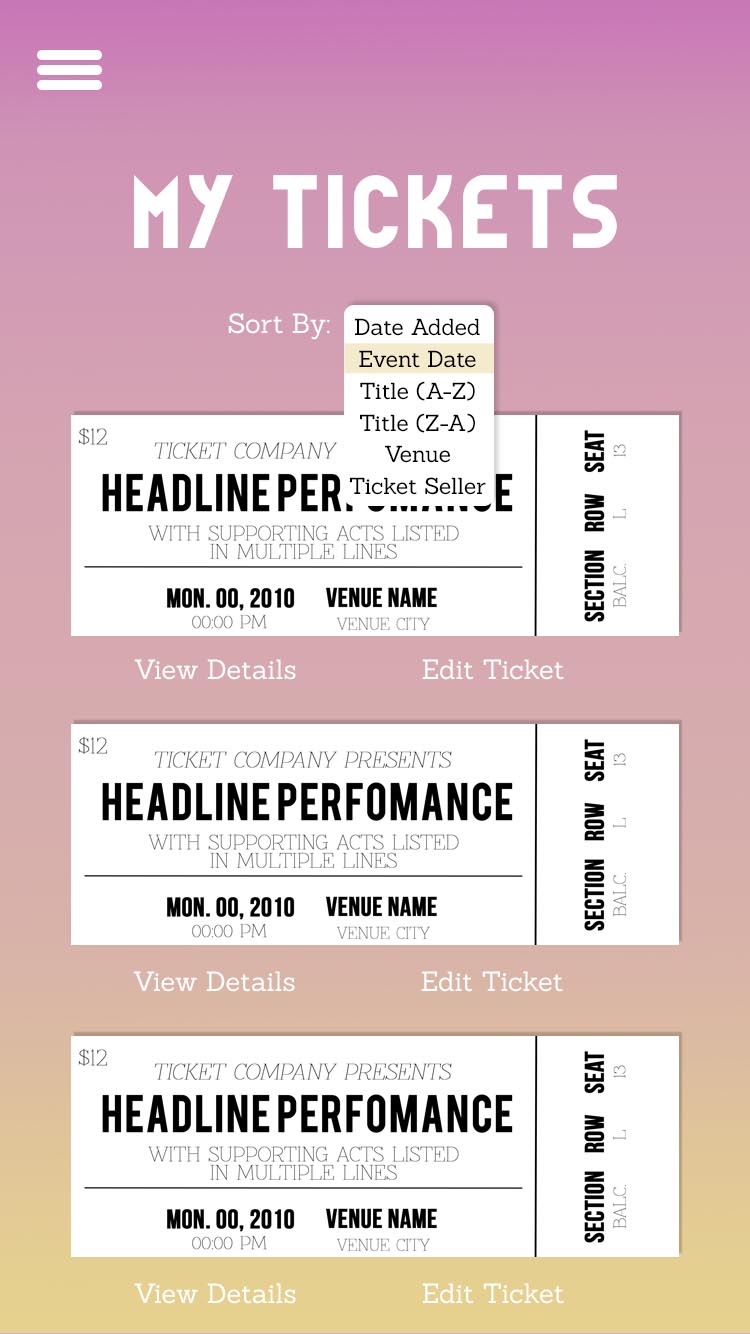 MY TICKETS
Sort By:
Date Added
Event Date
Title (A-Z)
Title (Z-A)
Venue
Ticket Seller
$12
TICKET COMPANY
HEADLINE
WITH SUPPORTING ACTS LISTED
IN MULTIPLE LINES
MON. 00, 2010 VENUE NAME
00:00 PM VENUE CITY
SECTION ROW SEAT
BALC. L 13
View Details Edit Ticket
$12
TICKET COMPANY PRESENTS
HEADLINE PERFOMANCE
WITH SUPPORTING ACTS LISTED
IN MULTIPLE LINES
MON. 00, 2010 VENUE NAME
00:00 PM VENUE CITY
SECTION ROW SEAT
BALC. L 13
View Details Edit Ticket
$12
TICKET COMPANY PRESENTS
HEADLINE PERFOMANCE
WITH SUPPORTING ACTS LISTED
IN MULTIPLE LINES
MON. 00, 2010 VENUE NAME
00:00 PM VENUE CITY
SECTION ROW SEAT
BALC. L 13
View Details Edit Ticket